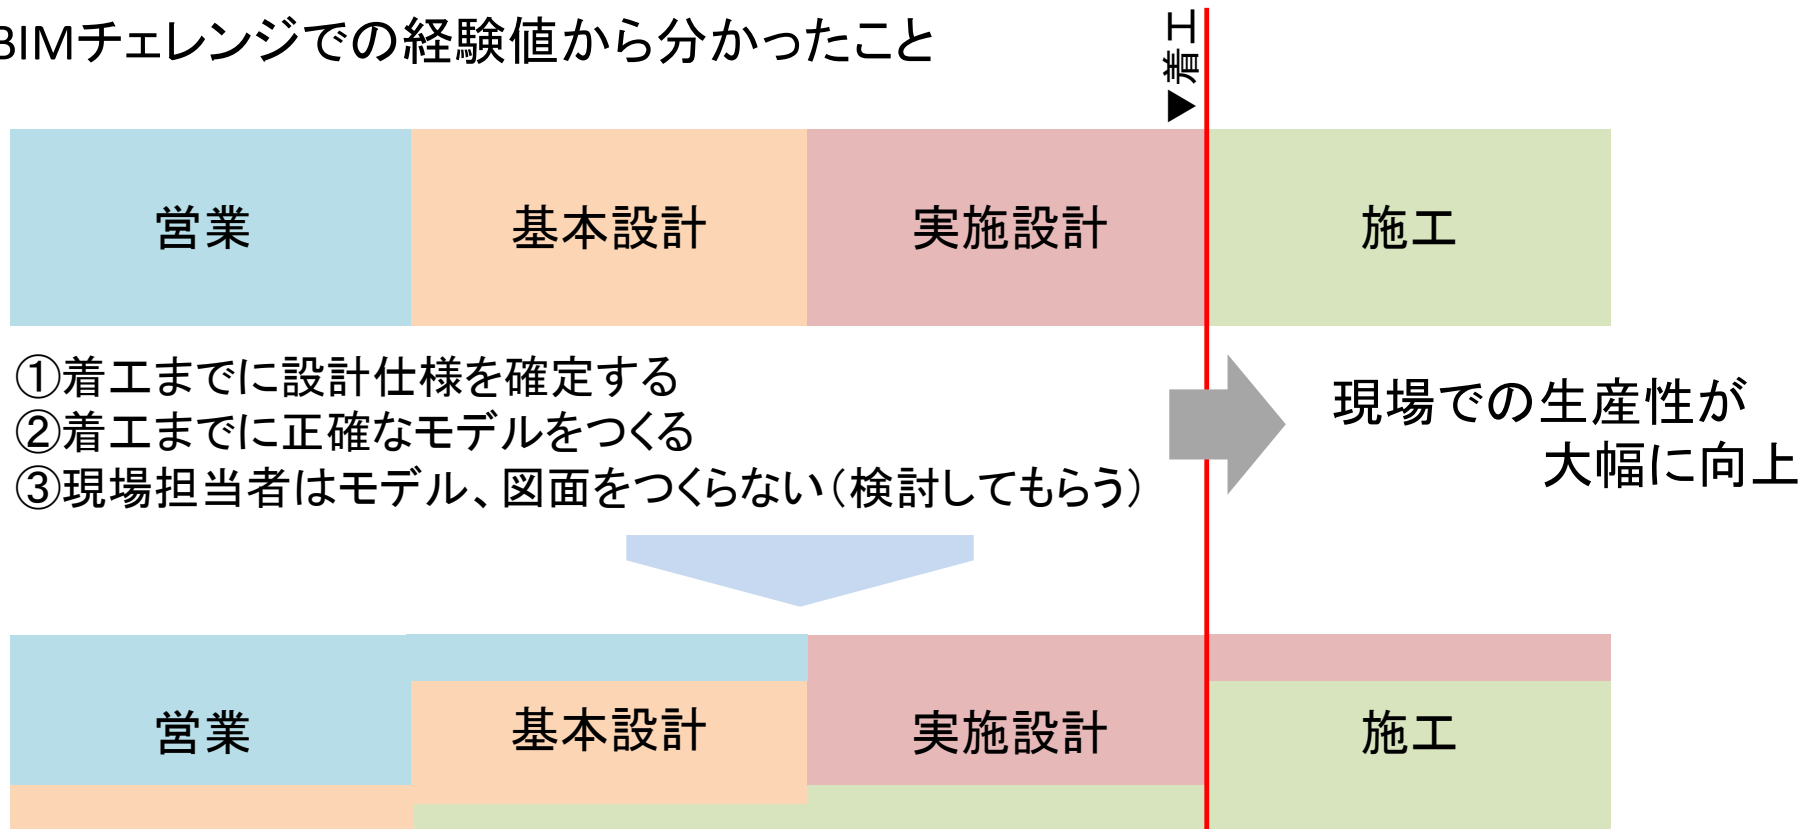 BIMチェレンジでの経験値から分かったこと
▼着工
営業
基本設計
実施設計
施工
①着工までに設計仕様を確定する
②着工までに正確なモデルをつくる
③現場担当者はモデル、図面をつくらない（検討してもらう）
現場での生産性が
大幅に向上
営業
基本設計
実施設計
施工